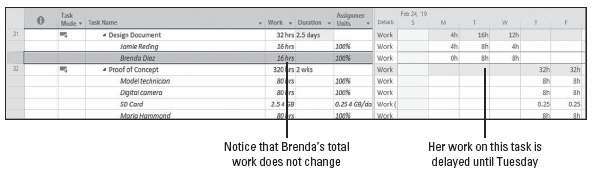 Feb 24, '19
Task Mode Task Name Work Duration Assignmer Units Details S M T W T F
31 Design Document 32 hrs 2.5 days Work 4h 16h 12h
Jamie Reding 16 hrs 100% Work 4h 8h 4h
Brenda Diaz 16 hrs 100% Work 0h 8h 8h
32 Proof of Concept 320 hrs 2 wks Work 32h 32h
Model technician 80 hrs 100% Work 8h 8h
Digital camera 80 hrs 100% Work 8h 8h
SD Card 2.5 4 GB 0.25 4 GB/da Work ( 0.25 0.25
Maria Hammond 80 hrs 100% Work 8h 8h
Notice that Brenda's total
work does not change
Her work on this task is
delayed until Tuesday